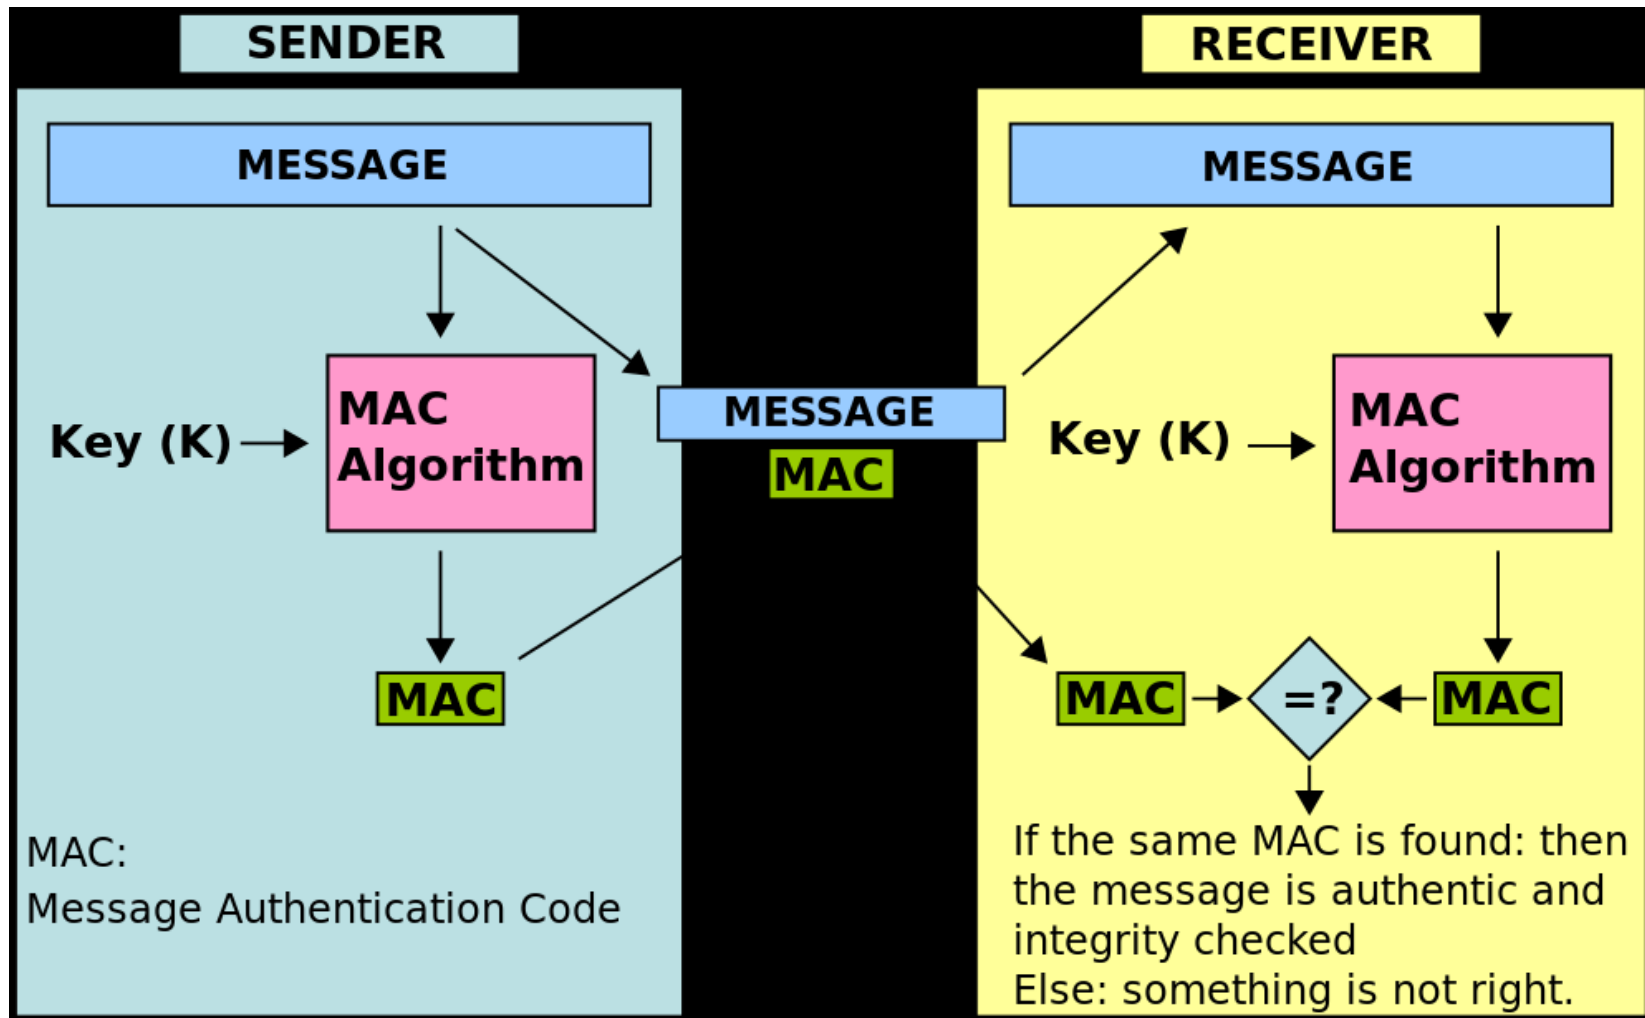 SENDER
RECEIVER
MESSAGE
MESSAGE
MAC
Algorithm
Key (K)
MESSAGE
MAC
Key (K)
MAC
Algorithm
MAC
MAC
=?
MAC
MAC:
Message Authentication Code
If the same MAC is found: then
the message is authentic and
integrity checked
Else: something is not right.